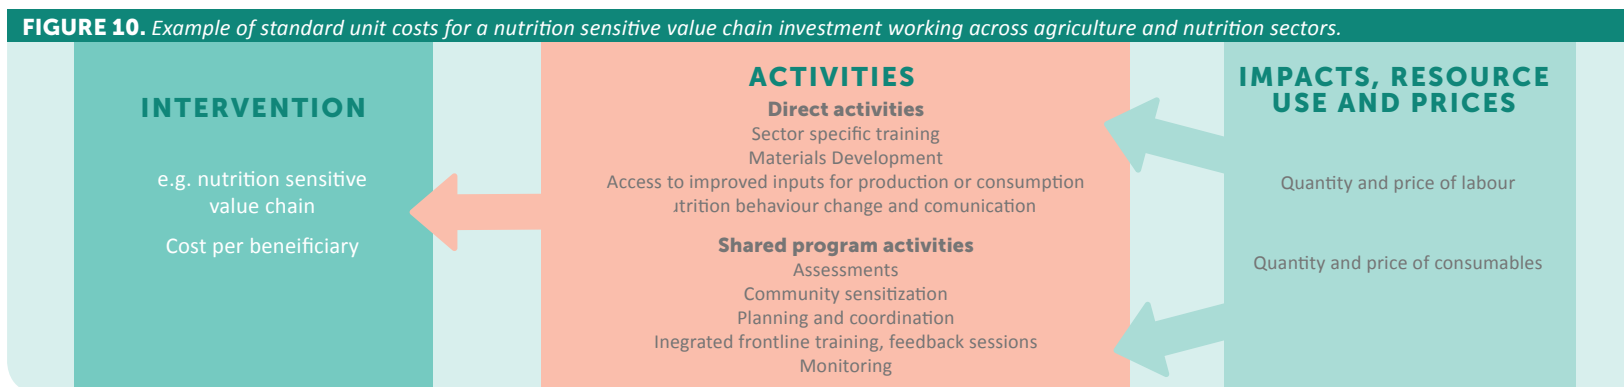 FIGURE 10. Example of standard unit costs for a nutrition sensitive value chain investment working across agriculture and nutrition sectors.
INTERVENTION
e.g. nutrition sensitive
value chain
Cost per beneificiary
ACTIVITIES
Direct activities
Sector specific training
Materials Development
Access to improved inputs for production or consumption
utrition behaviour change and comunication
Shared program activities
Assessments
Community sensitization
Planning and coordination
Inegrated frontline training, feedback sessions
Monitoring
IMPACTS, RESOURCE
USE AND PRICES
Quantity and price of labour
Quantity and price of consumables